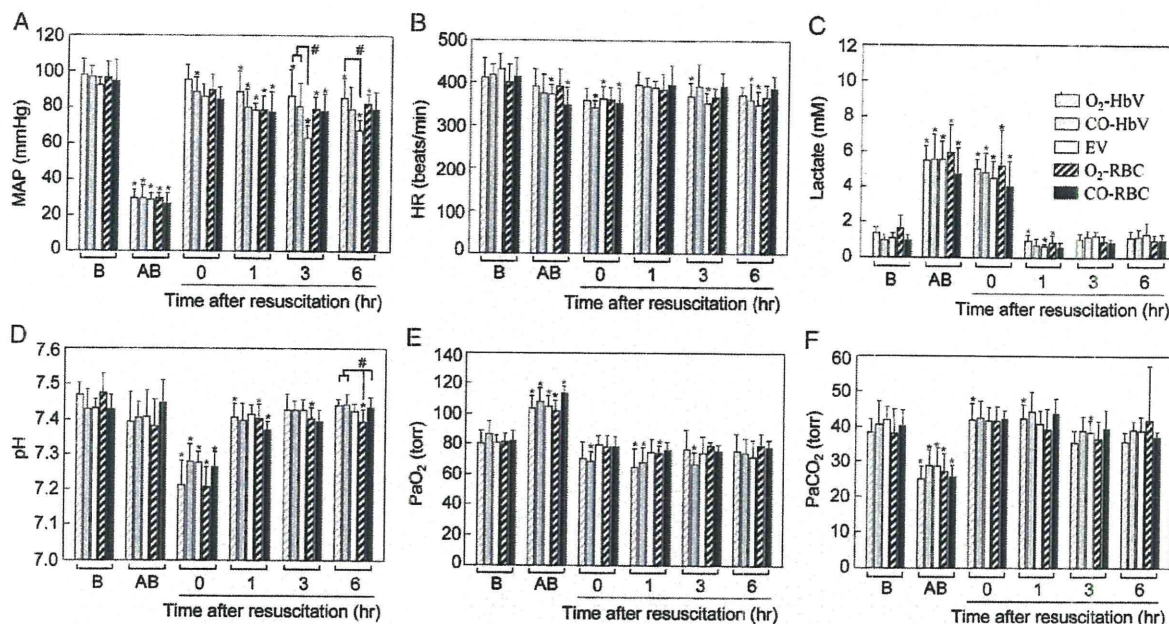 A
MAP (mmHg)
120
100
80
60
40
20
0
* * * * *
*
* * * * *
* * #
* * #
B AB 0 1 3 6
Time after resuscitation (hr)
B
HR (beats/min)
500
400
300
200
100
0
B AB 0 1 3 6
Time after resuscitation (hr)
C
Lactate (mM)
12
10
8
6
4
2
0
O₂-HbV
CO-HbV
EV
O₂-RBC
CO-RBC
B AB 0 1 3 6
Time after resuscitation (hr)
D
pH
7.6
7.5
7.4
7.3
7.2
7.1
7.0
#
B AB 0 1 3 6
Time after resuscitation (hr)
E
PaO₂ (torr)
140
120
100
80
60
40
20
0
B AB 0 1 3 6
Time after resuscitation (hr)
F
PaCO₂ (torr)
60
50
40
30
20
10
0
B AB 0 1 3 6
Time after resuscitation (hr)